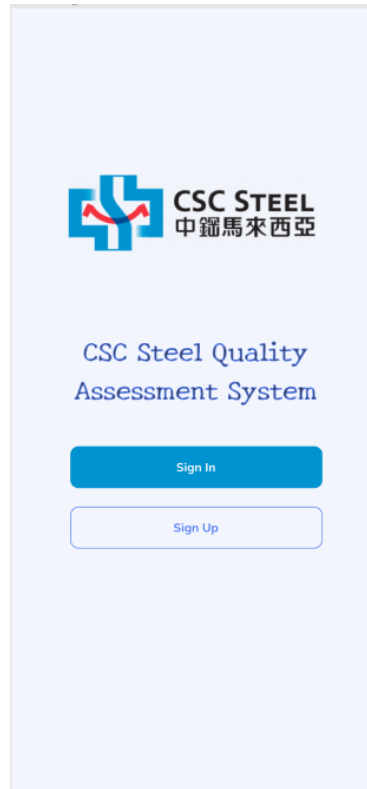 CSC STEEL
中鋼馬來西亞
CSC Steel Quality
Assessment System
Sign In
Sign Up